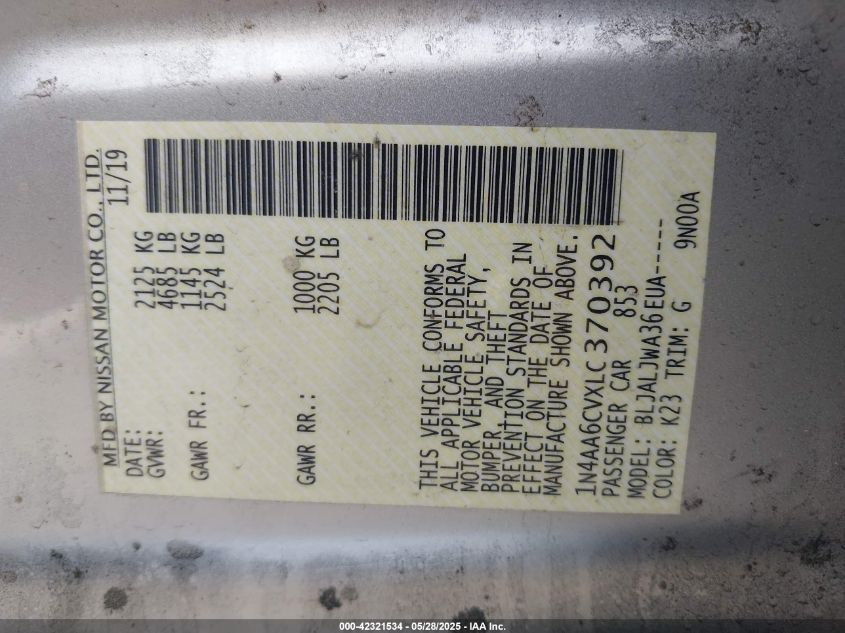 MFD BY NISSAN MOTOR CO., LTD.
DATE: 11/19
GVWR: 2125 KG
4685 LB
GAWR FR.: 1145 KG
2524 LB
GAWR RR.: 1000 KG
2205 LB
THIS VEHICLE CONFORMS TO
ALL APPLICABLE FEDERAL
MOTOR VEHICLE SAFETY,
BUMPER, AND THEFT
PREVENTION STANDARDS IN
EFFECT ON THE DATE OF
MANUFACTURE SHOWN ABOVE.
1N4AA6CVXLC370392
PASSENGER CAR 853
MODEL: BLJALJWA36EUA-----
COLOR: K23 TRIM: G 9N00A
000-42321534 - 05/28/2025 - IAA Inc.